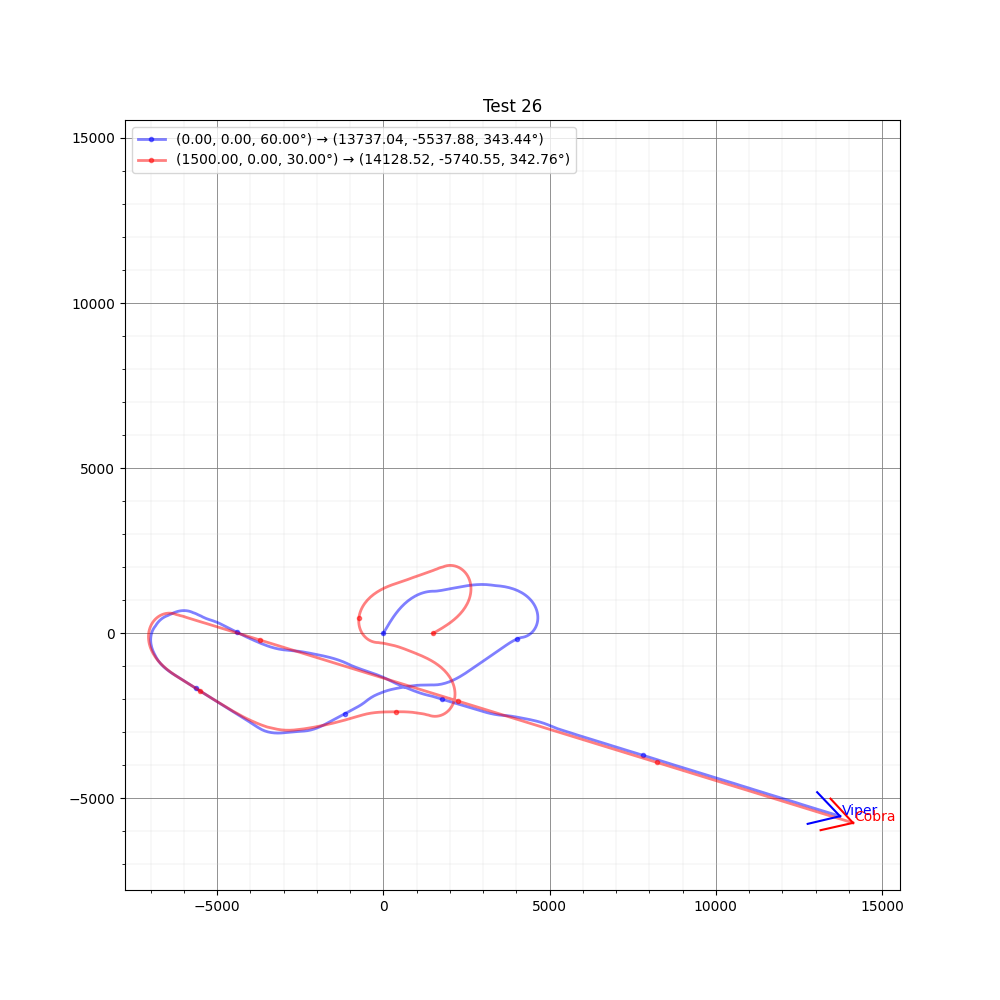 Test 26
(0.00, 0.00, 60.00°) → (13737.04, -5537.88, 343.44°)
(1500.00, 0.00, 30.00°) → (14128.52, -5740.55, 342.76°)
15000
10000
5000
0
−5000
Viper
Cobra
−5000
0
5000
10000
15000